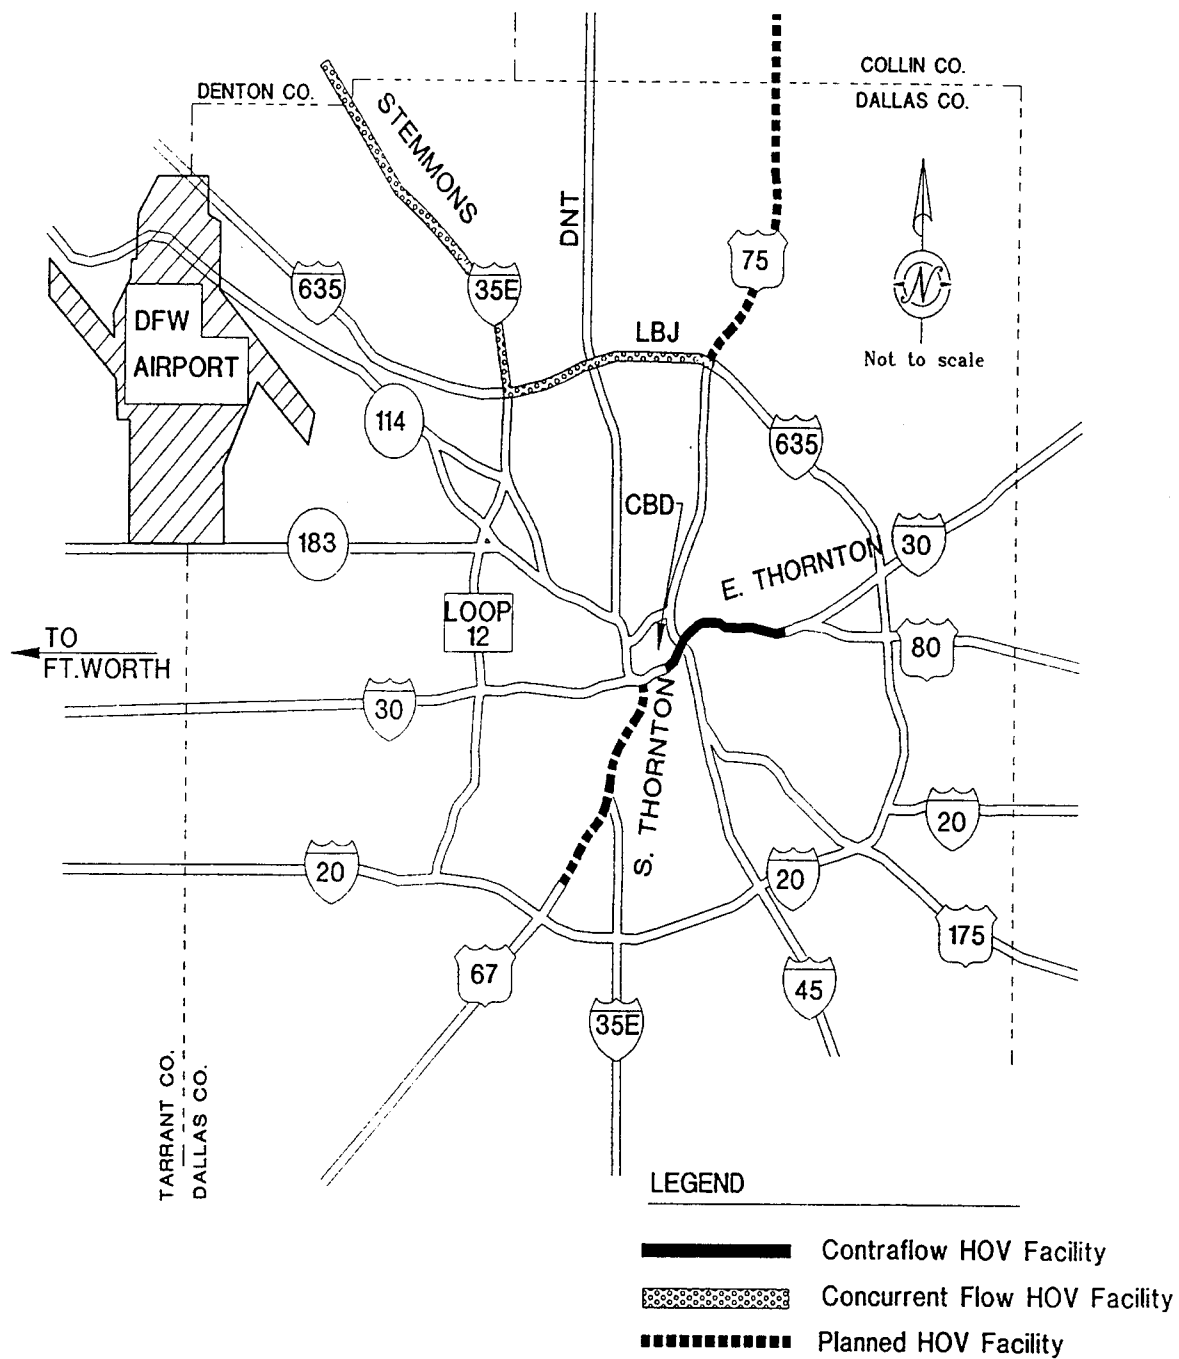 COLLIN CO.
DENTON CO.
DALLAS CO.
STEMMONS
DNT
75
635
35E
N
DFW
AIRPORT
LBJ
Not to scale
114
635
CBD
183
E. THORNTON
30
LOOP
12
TO
FT.WORTH
80
30
S. THORNTON
20
20
20
175
67
45
35E
TARRANT CO.
DALLAS CO.
LEGEND
Contraflow HOV Facility
Concurrent Flow HOV Facility
Planned HOV Facility